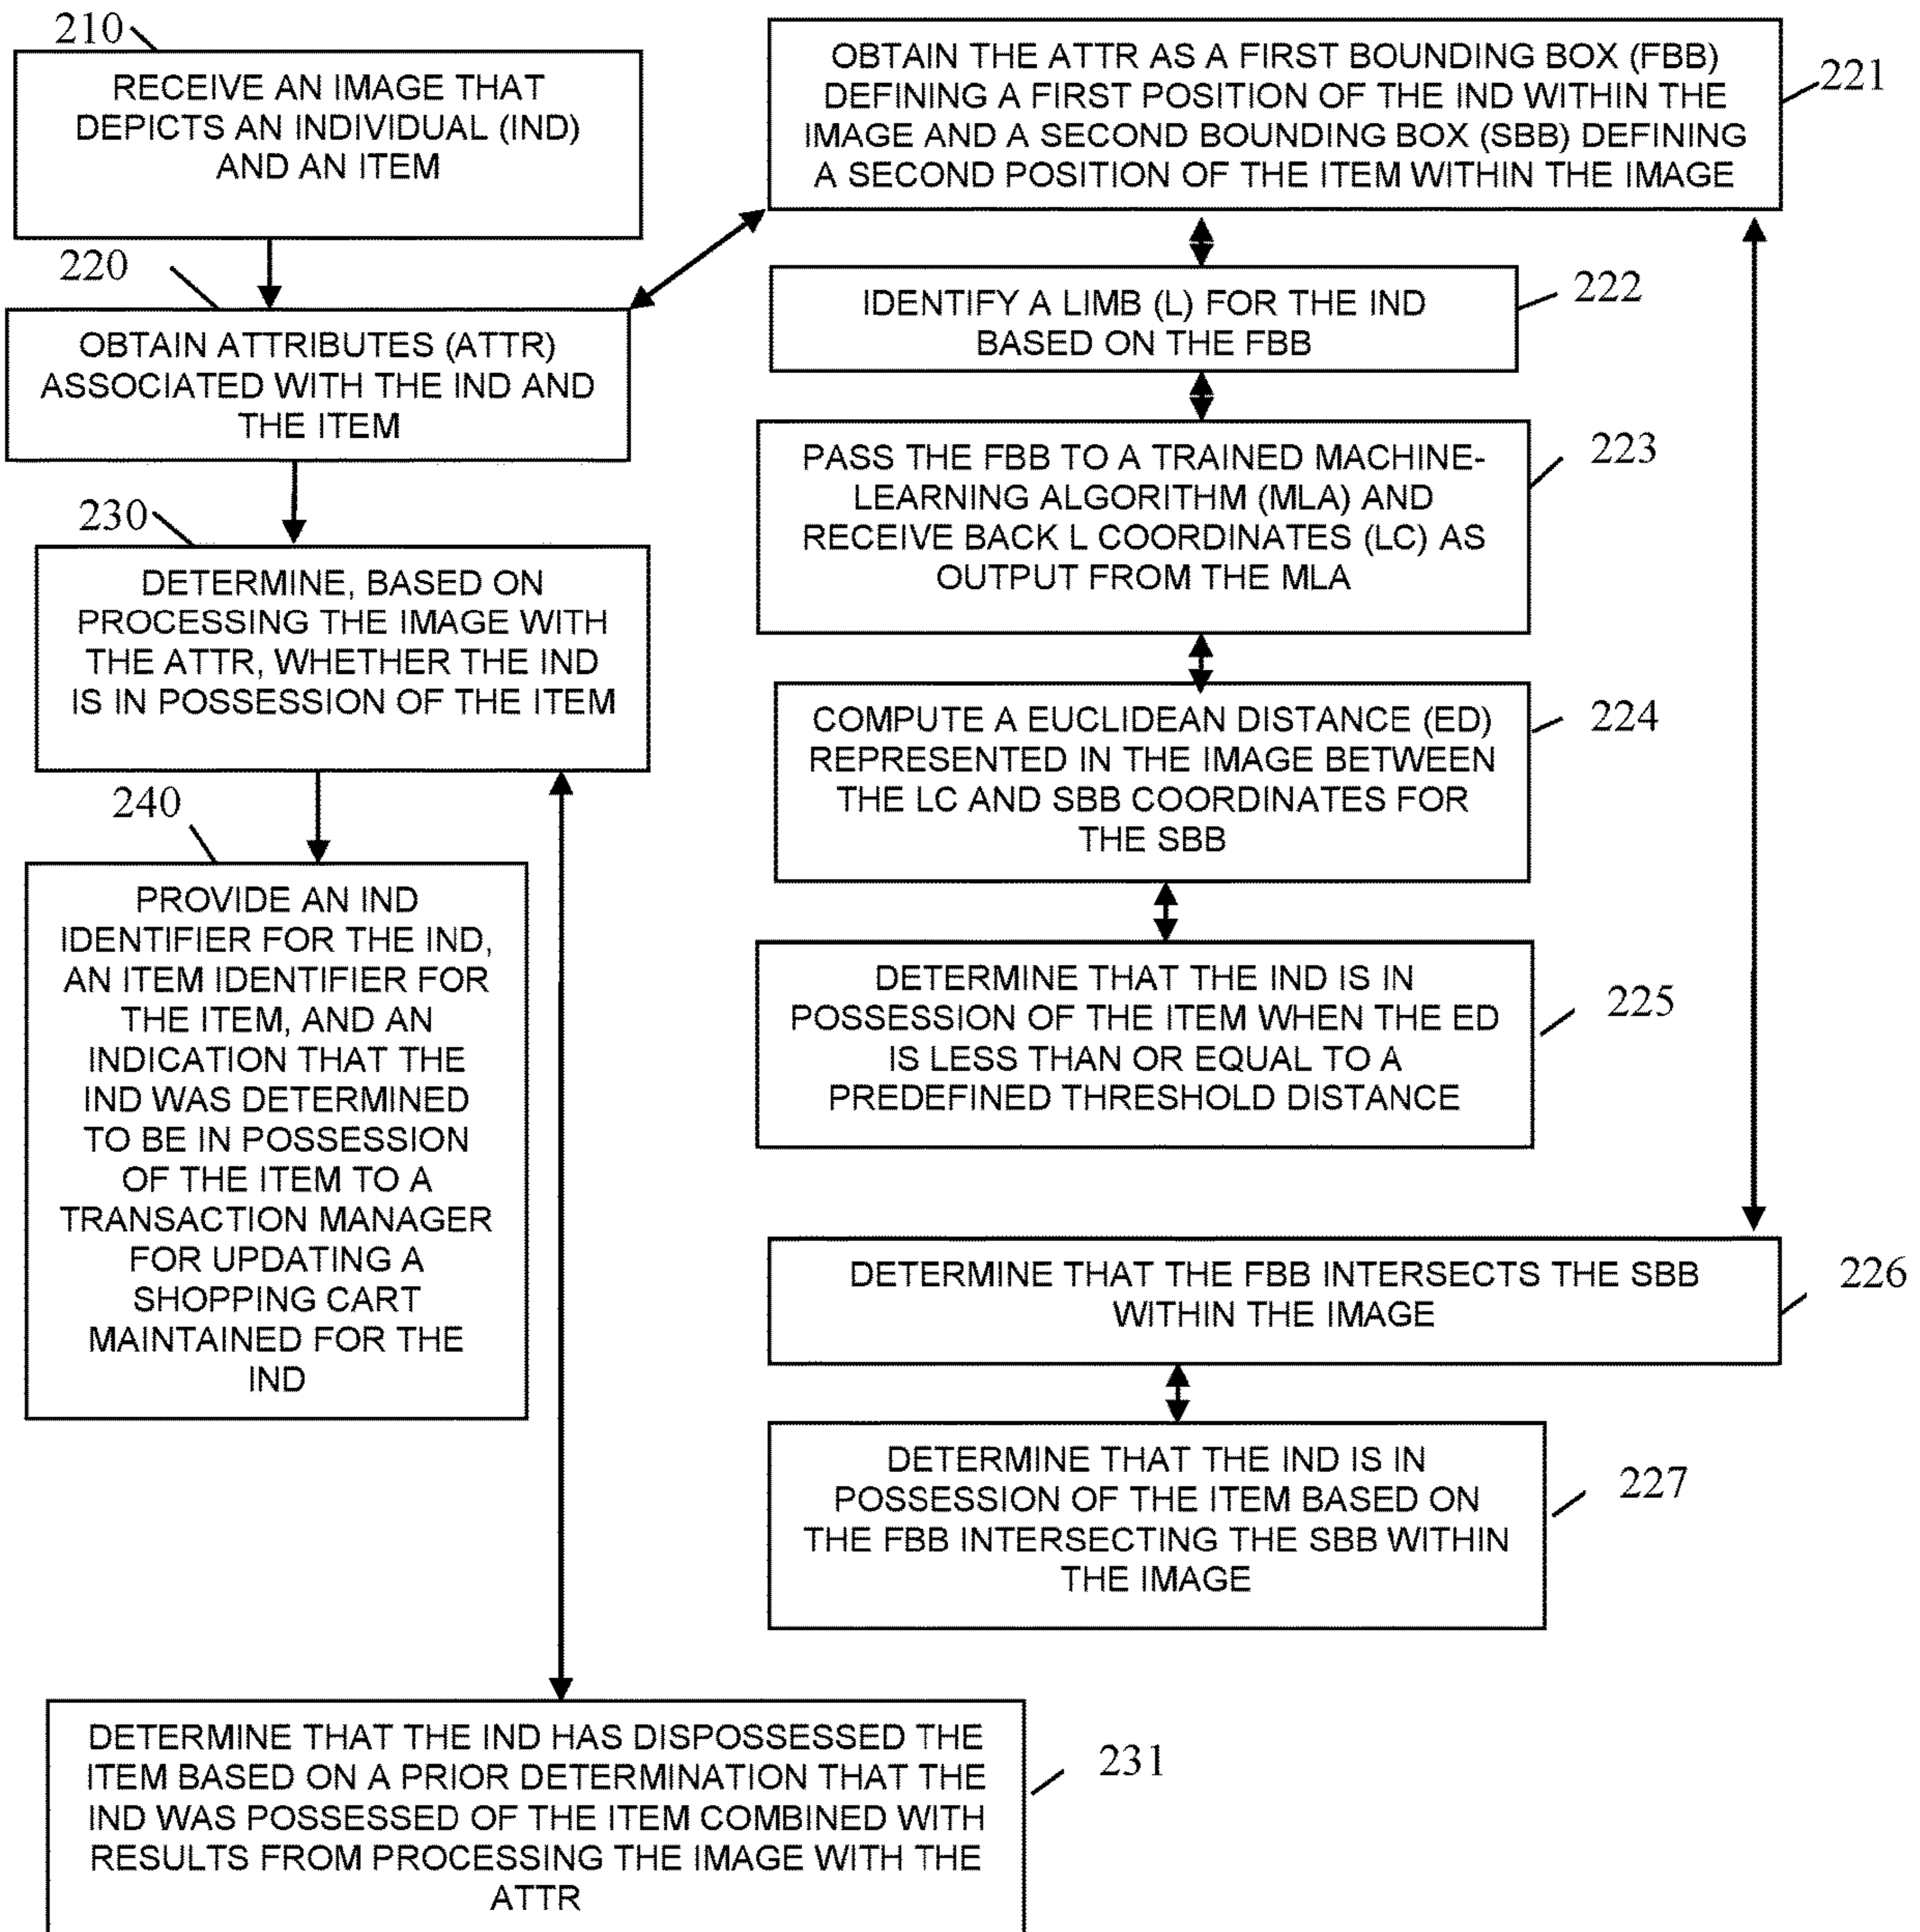 210
RECEIVE AN IMAGE THAT
DEPICTS AN INDIVIDUAL (IND)
AND AN ITEM
220
OBTAIN ATTRIBUTES (ATTR)
ASSOCIATED WITH THE IND AND
THE ITEM
230
DETERMINE, BASED ON
PROCESSING THE IMAGE WITH
THE ATTR, WHETHER THE IND
IS IN POSSESSION OF THE ITEM
240
PROVIDE AN IND
IDENTIFIER FOR THE IND,
AN ITEM IDENTIFIER FOR
THE ITEM, AND AN
INDICATION THAT THE
IND WAS DETERMINED
TO BE IN POSSESSION
OF THE ITEM TO A
TRANSACTION MANAGER
FOR UPDATING A
SHOPPING CART
MAINTAINED FOR THE
IND
OBTAIN THE ATTR AS A FIRST BOUNDING BOX (FBB)
DEFINING A FIRST POSITION OF THE IND WITHIN THE
IMAGE AND A SECOND BOUNDING BOX (SBB) DEFINING
A SECOND POSITION OF THE ITEM WITHIN THE IMAGE
221
IDENTIFY A LIMB (L) FOR THE IND
BASED ON THE FBB
222
PASS THE FBB TO A TRAINED MACHINE-
LEARNING ALGORITHM (MLA) AND
RECEIVE BACK L COORDINATES (LC) AS
OUTPUT FROM THE MLA
223
COMPUTE A EUCLIDEAN DISTANCE (ED)
REPRESENTED IN THE IMAGE BETWEEN
THE LC AND SBB COORDINATES FOR
THE SBB
224
DETERMINE THAT THE IND IS IN
POSSESSION OF THE ITEM WHEN THE ED
IS LESS THAN OR EQUAL TO A
PREDEFINED THRESHOLD DISTANCE
225
DETERMINE THAT THE FBB INTERSECTS THE SBB
WITHIN THE IMAGE
226
DETERMINE THAT THE IND IS IN
POSSESSION OF THE ITEM BASED ON
THE FBB INTERSECTING THE SBB WITHIN
THE IMAGE
227
DETERMINE THAT THE IND HAS DISPOSSESSED THE
ITEM BASED ON A PRIOR DETERMINATION THAT THE
IND WAS POSSESSED OF THE ITEM COMBINED WITH
RESULTS FROM PROCESSING THE IMAGE WITH THE
ATTR
231